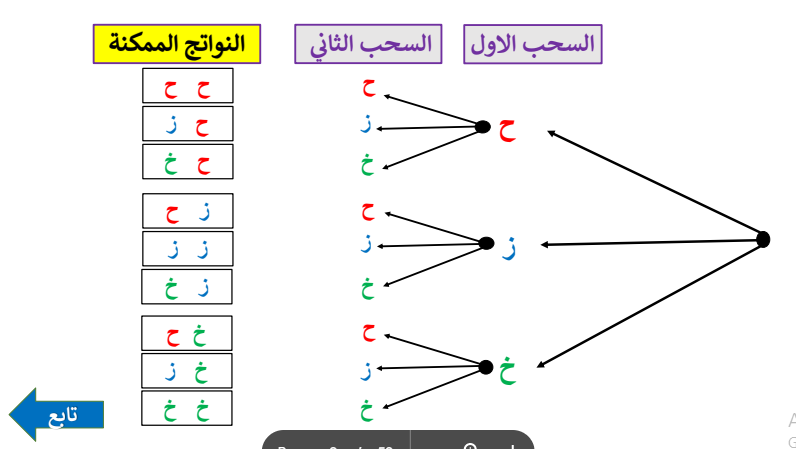 السحب الاول السحب الثاني النواتج الممكنة
ح ح ح
ح ز ح ز
خ ح خ
ح ز ح
ز ز ز ز
خ ز خ
ح خ ح
خ ز خ ز
خ خ خ
تابع